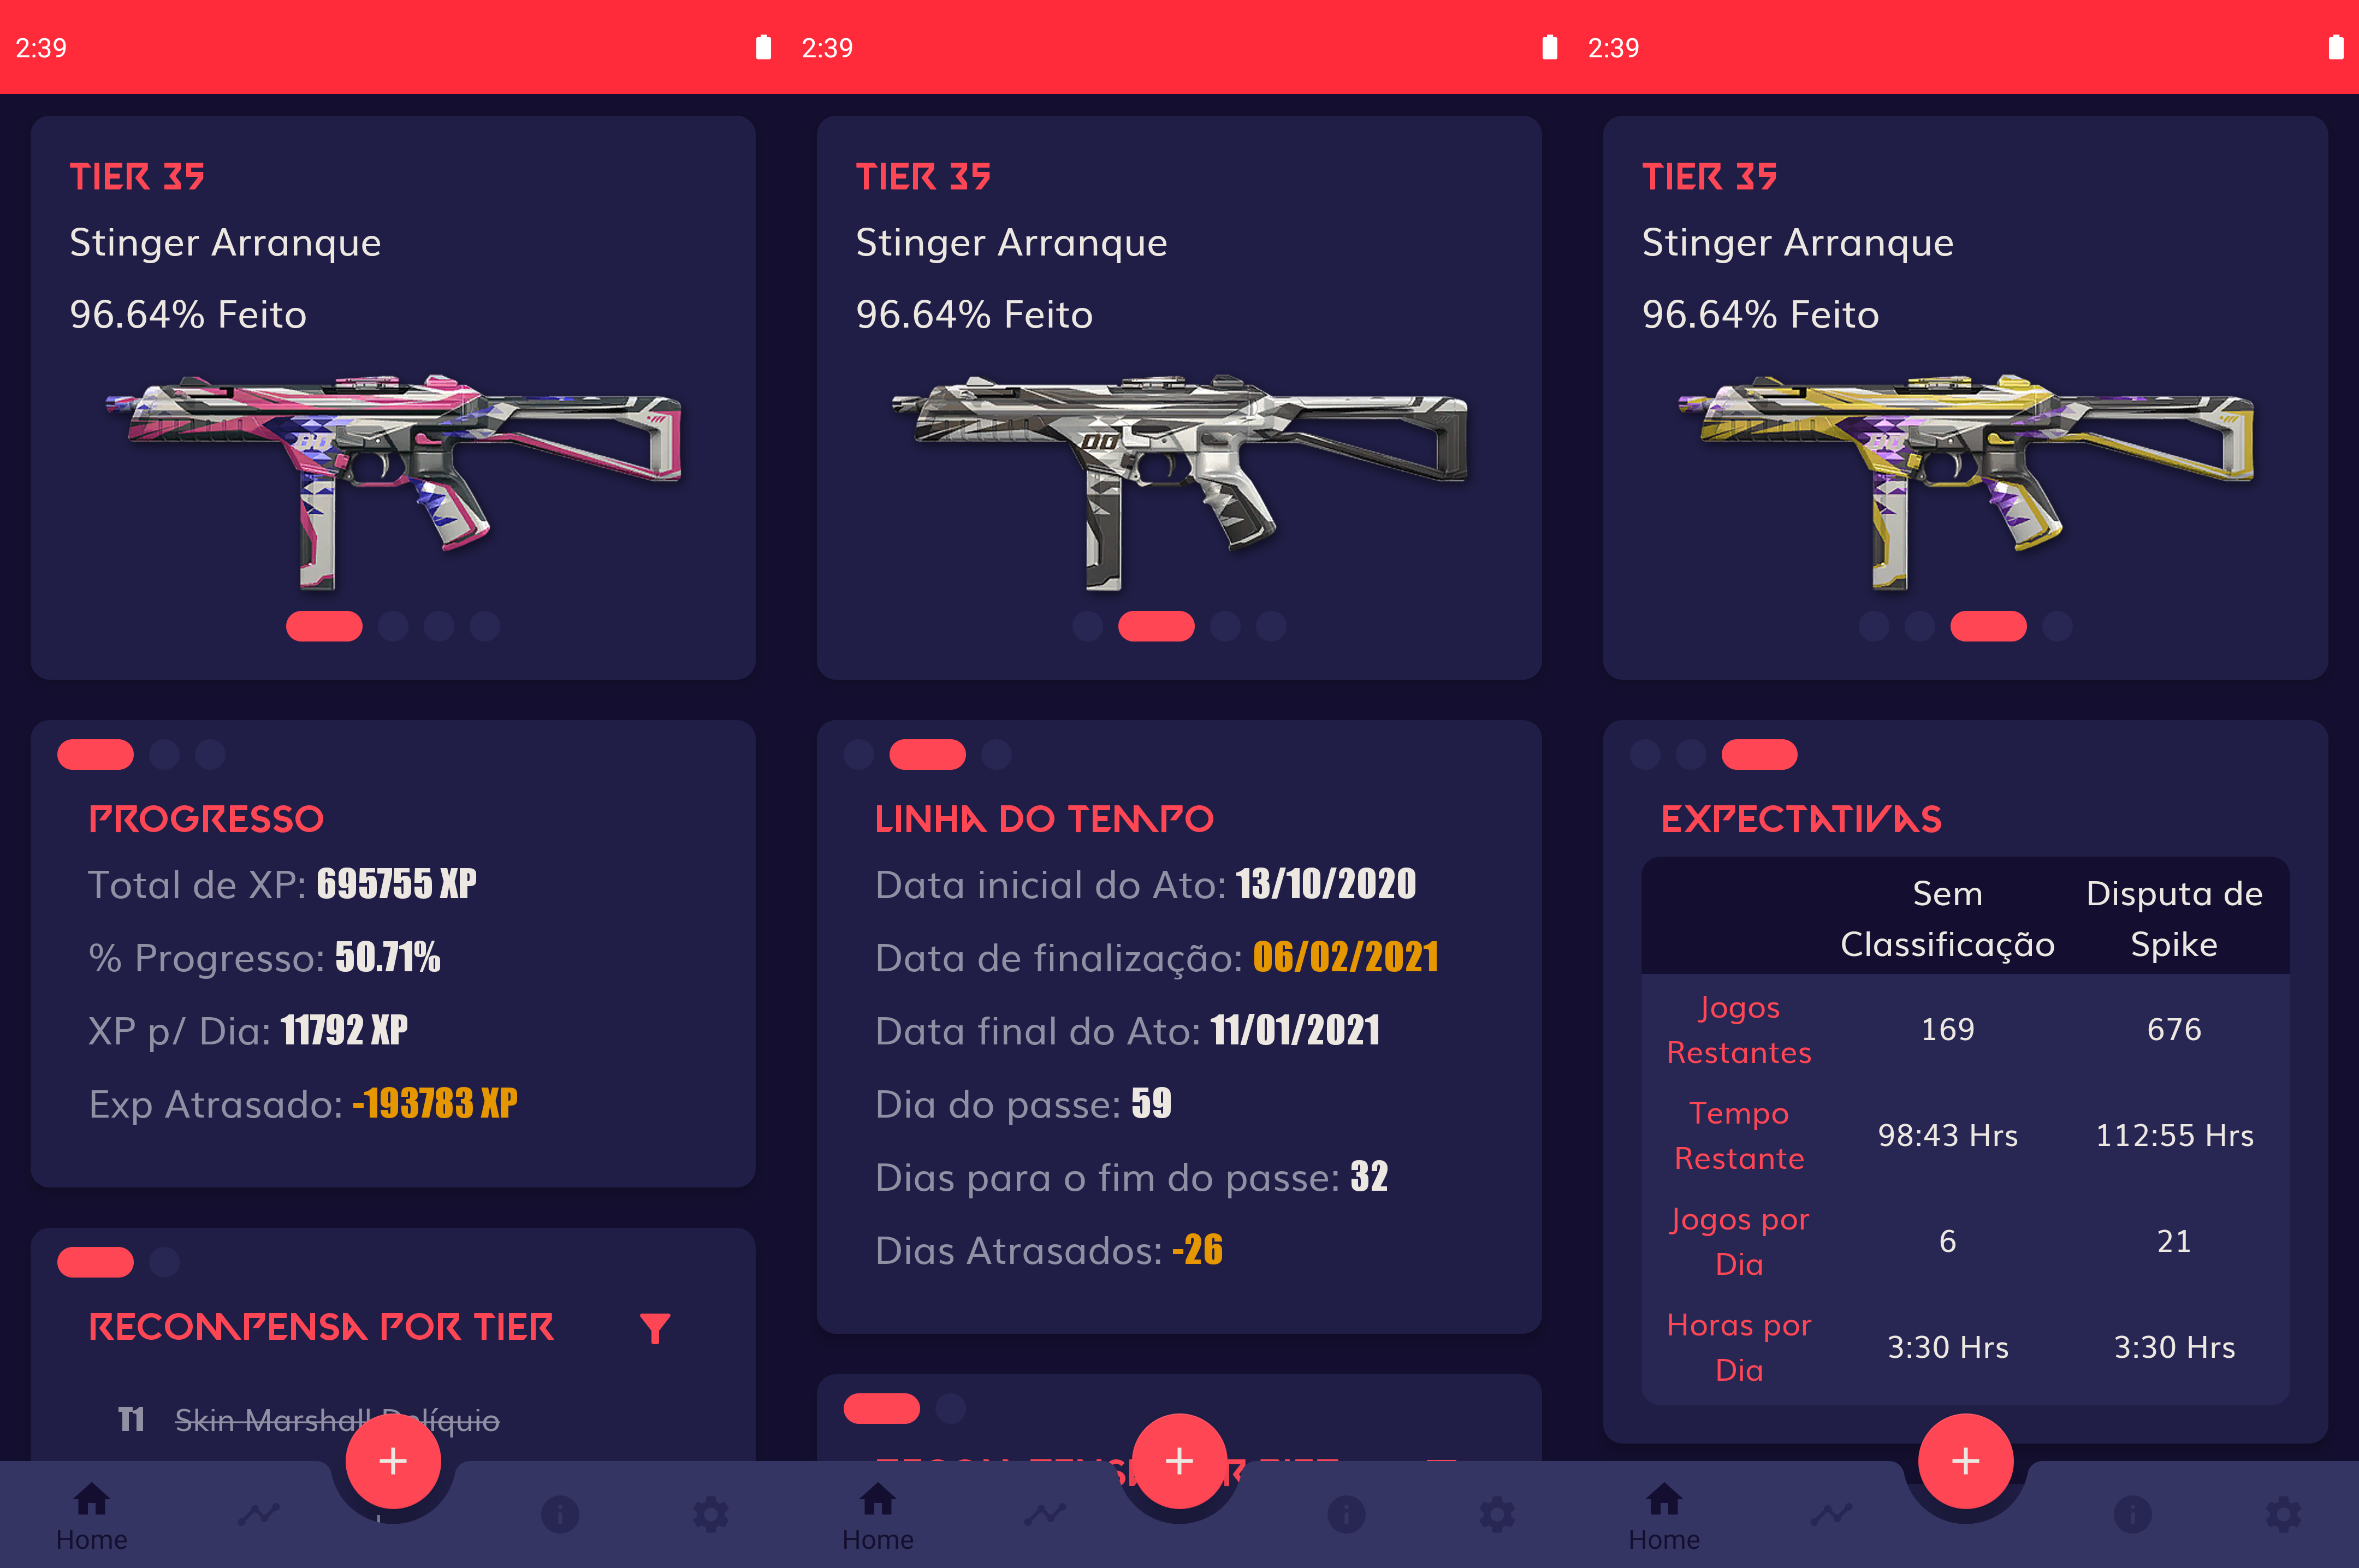 2:39
TIER 35
Stinger Arranque
96.64% Feito
PROGRESSO
Total de XP: 695755 XP
% Progresso: 50.71%
XP p/ Dia: 11792 XP
Exp Atrasado: -193783 XP
RECOMPENSA POR TIER
T1 Skin Marshall Políquio
Home
2:39
TIER 35
Stinger Arranque
96.64% Feito
LINHA DO TEMPO
Data inicial do Ato: 13/10/2020
Data de finalização: 06/02/2021
Data final do Ato: 11/01/2021
Dia do passe: 59
Dias para o fim do passe: 32
Dias Atrasados: -26
Home
2:39
TIER 35
Stinger Arranque
96.64% Feito
EXPECTATIVAS
Sem Classificação
Disputa de Spike
Jogos Restantes 169 676
Tempo Restante 98:43 Hrs 112:55 Hrs
Jogos por Dia 6 21
Horas por Dia 3:30 Hrs 3:30 Hrs
Home